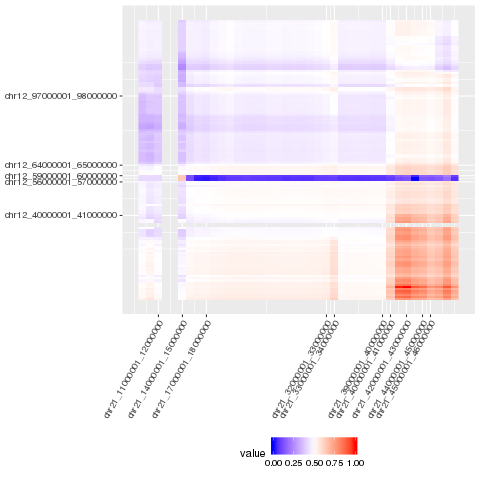 chr12_97000001_98000000
chr12_64000001_65000000
chr12_59000001_60000000
chr12_56000001_57000000
chr12_40000001_41000000
chr21_11000001_12000000
chr21_14000001_15000000
chr21_17000001_18000000
chr21_32000001_33000000
chr21_33000001_34000000
chr21_39000001_40000000
chr21_40000001_41000000
chr21_42000001_43000000
chr21_44000001_45000000
chr21_45000001_46000000
value
0.00 0.25 0.50 0.75 1.00